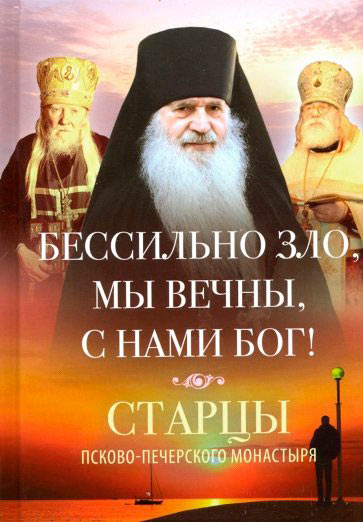 БЕССИЛЬНО ЗЛО,
МЫ ВЕЧНЫ,
С НАМИ БОГ!
СТАРЦЫ
ПСКОВО-ПЕЧЕРСКОГО МОНАСТЫРЯ